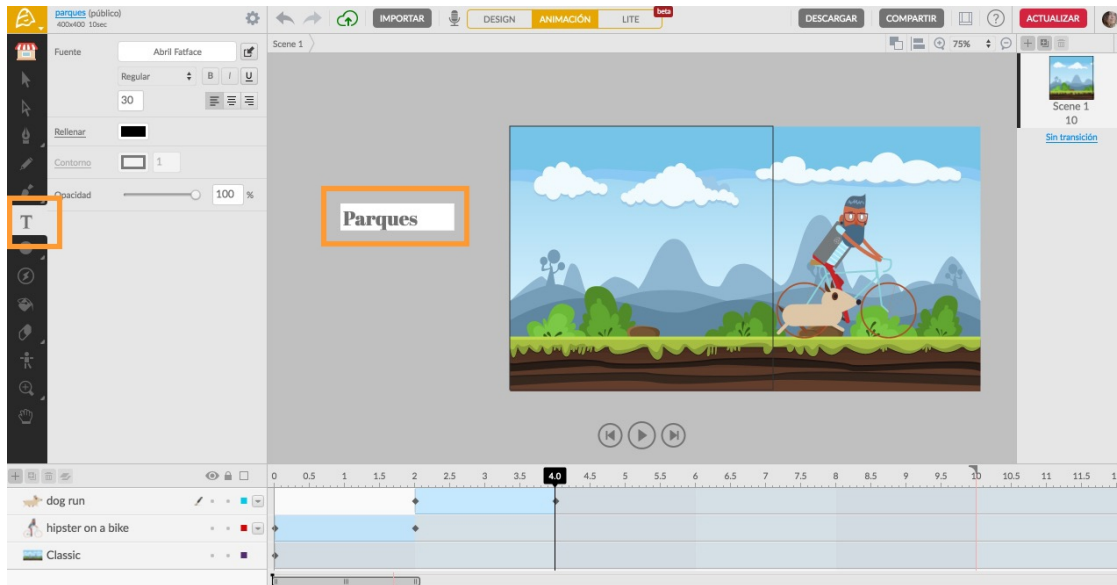 parques (público)
400x400 10sec
IMPORTAR
DESIGN
ANIMACIÓN
LITE
beta
DESCARGAR
COMPARTIR
?
ACTUALIZAR
Fuente
Abril Fatface
Regular
B I U
30
Rellenar
Contorno
1
Opacidad
100 %
T
Scene 1
75%
Scene 1
10
Sin transición
Parques
0 0.5 1 1.5 2 2.5 3 3.5 4.0 4.5 5 5.5 6 6.5 7 7.5 8 8.5 9 9.5 10 10.5 11 11.5
dog run
hipster on a bike
Classic